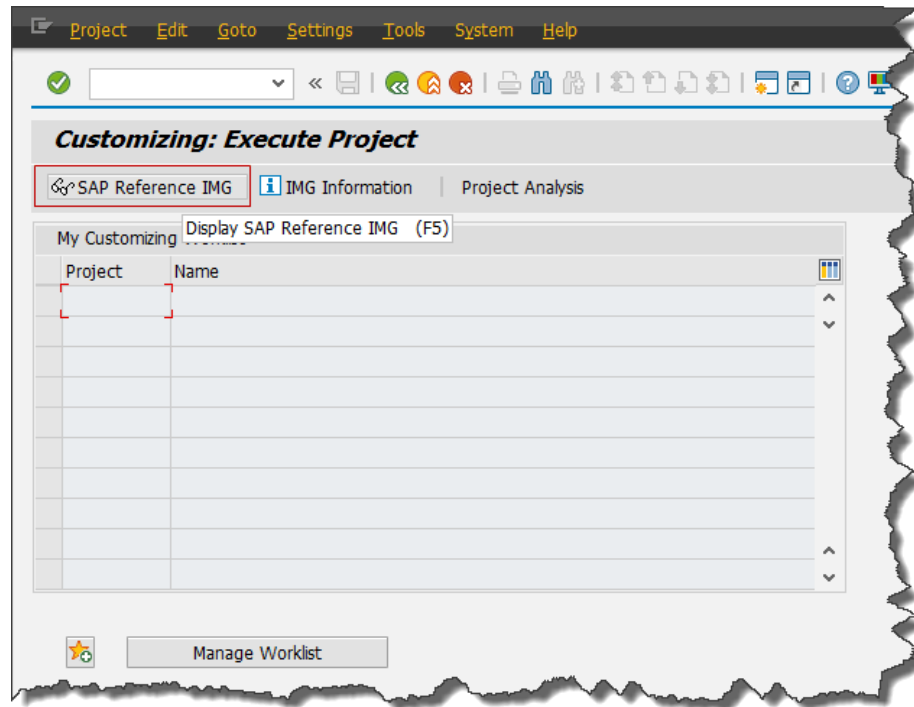 Project Edit Goto Settings Tools System Help
Customizing: Execute Project
SAP Reference IMG IMG Information Project Analysis
Display SAP Reference IMG (F5)
My Customizing
Project Name
Manage Worklist